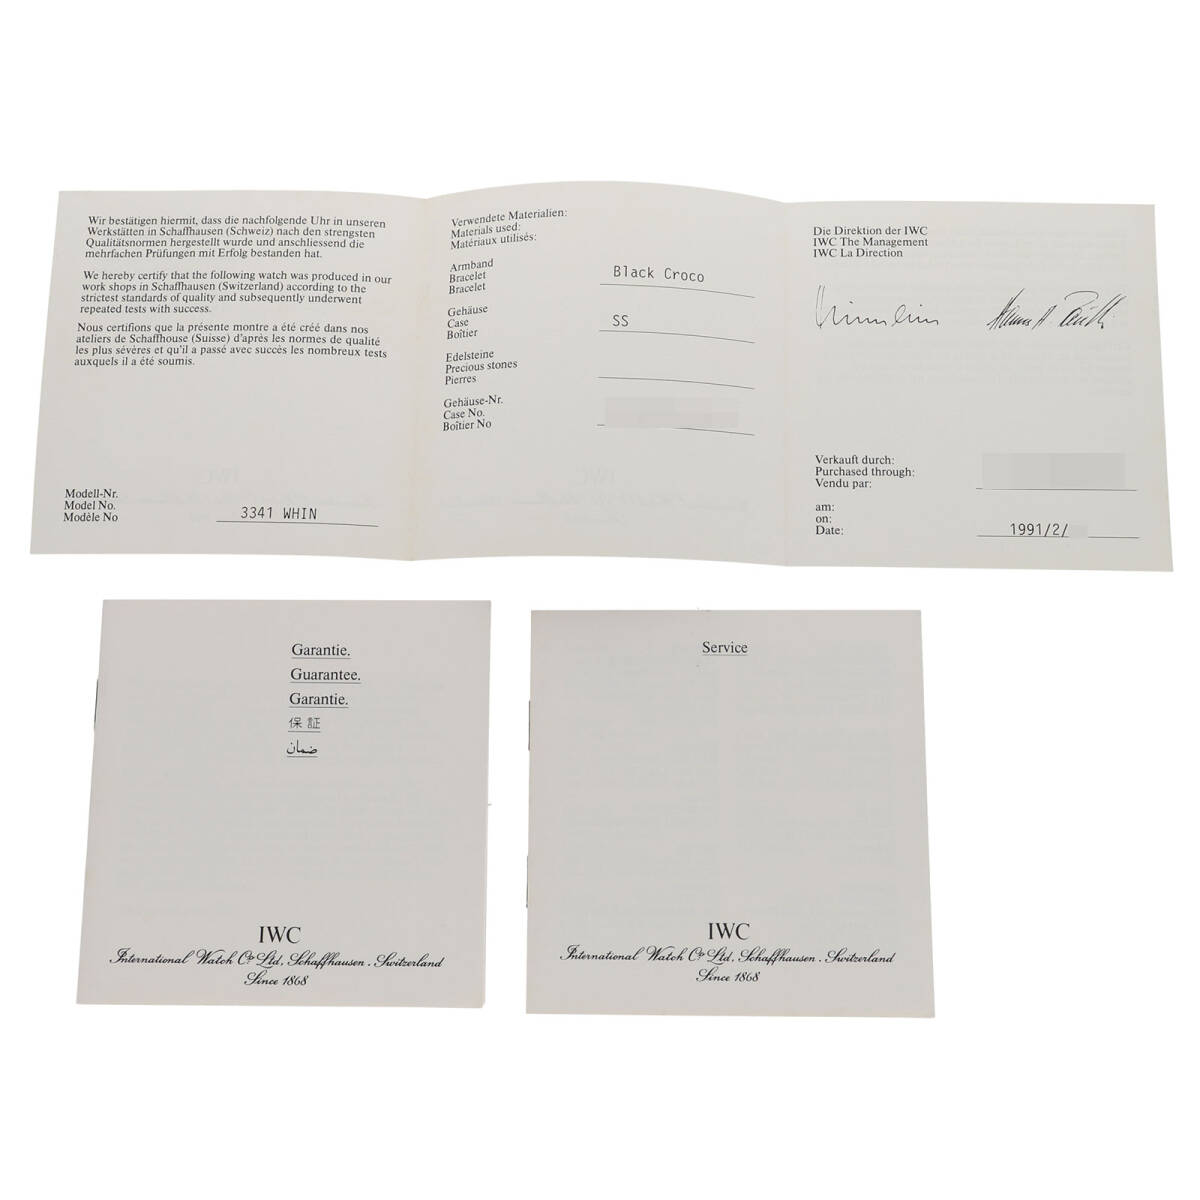 Wir bestätigen hiermit, dass die nachfolgende Uhr in unseren
Werkstätten in Schaffhausen (Schweiz) nach den strengsten
Qualitätsnormen hergestellt wurde und anschliessend die
mehrfachen Prüfungen mit Erfolg bestanden hat.
We hereby certify that the following watch was produced in our
work shops in Schaffhausen (Switzerland) according to the
strictest standards of quality and subsequently underwent
repeated tests with success.
Nous certifions que la présente montre a été créé dans nos
ateliers de Schaffhouse (Suisse) d'après les normes de qualité
les plus sévères et qu'il a passé avec succès les nombreux tests
auxquels il a été soumis.
Modell-Nr.
Model No.
Modèle No
3341 WHIN
Verwendete Materialien:
Materials used:
Matériaux utilisés:
Armband
Bracelet
Bracelet
Black Croco
Gehäuse
Case
Boîtier
SS
Edelsteine
Precious stones
Pierres
Gehäuse-Nr.
Case No.
Boîtier No
Die Direktion der IWC
IWC The Management
IWC La Direction
Verkauft durch:
Purchased through:
Vendu par:
am:
on:
Date:
1991/2/
Garantie.
Guarantee.
Garantie.
保証
ضمان
IWC
International Watch Co Ltd, Schaffhausen. Switzerland
Since 1868
Service
IWC
International Watch Co Ltd, Schaffhausen. Switzerland
Since 1868